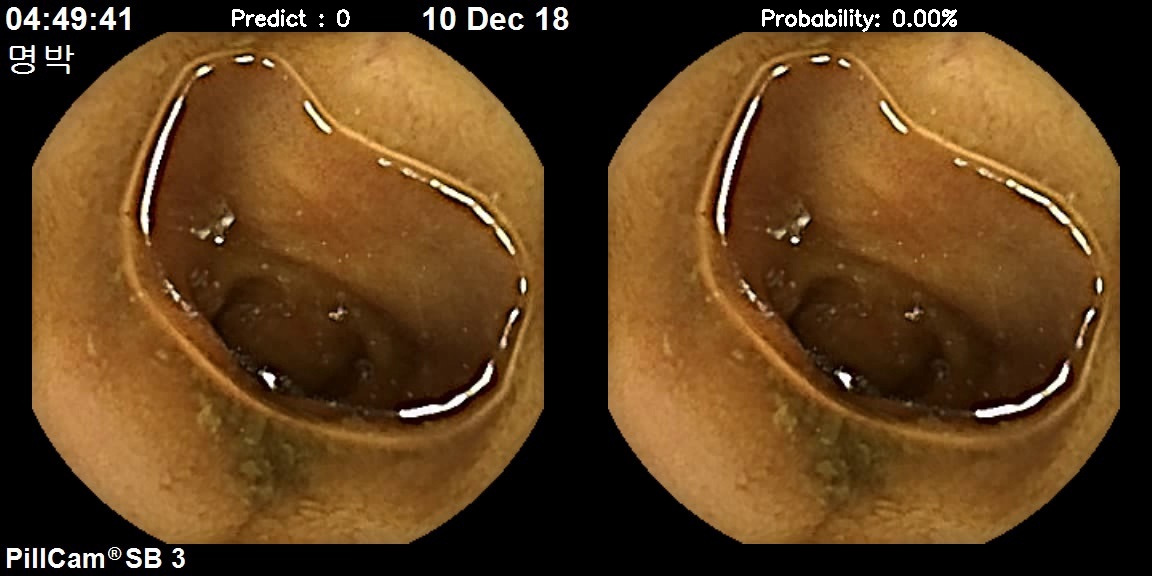 04:49:41
Predict : 0
10 Dec 18
Probability: 0.00%
명박
PillCam® SB 3